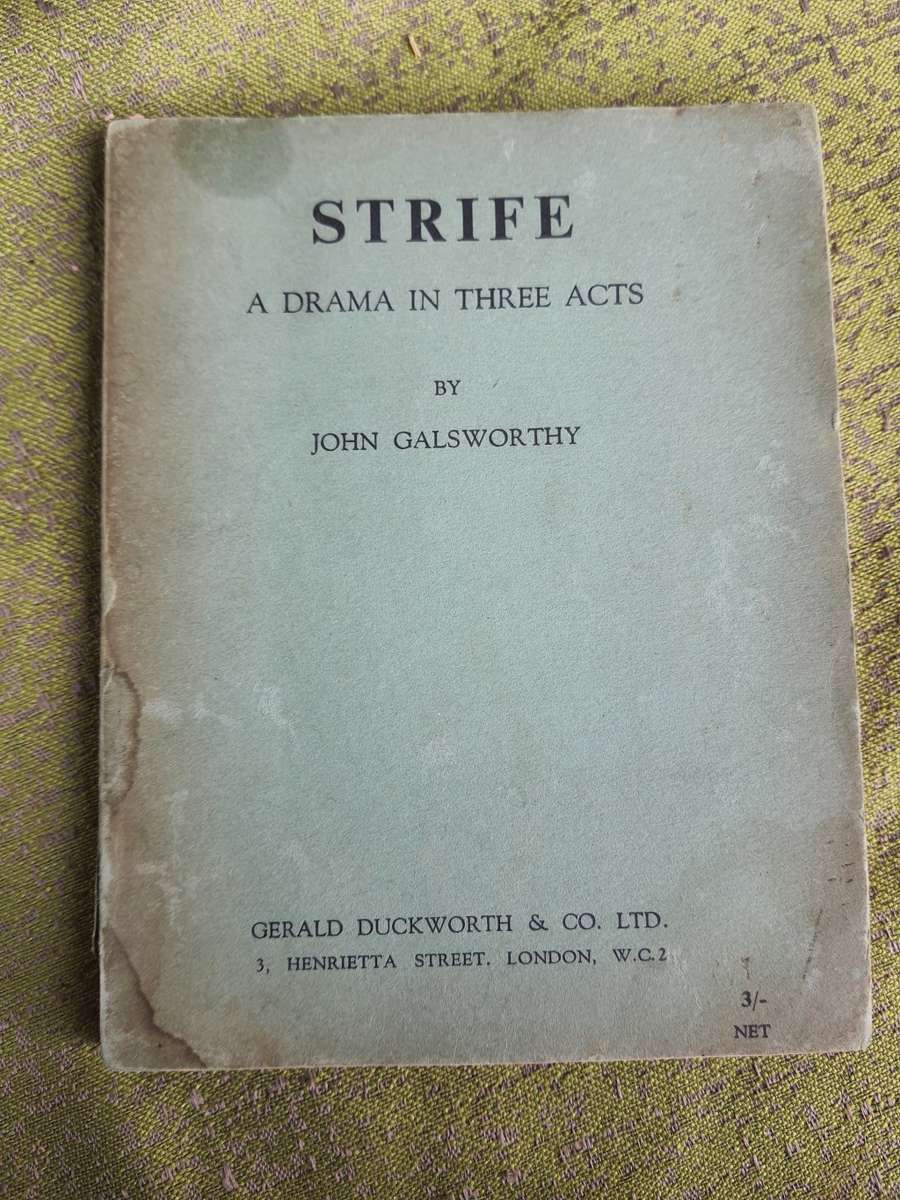 STRIFE
A DRAMA IN THREE ACTS
BY
JOHN GALSWORTHY
GERALD DUCKWORTH & CO. LTD.
3, HENRIETTA STREET. LONDON, W.C.2
3/-
NET